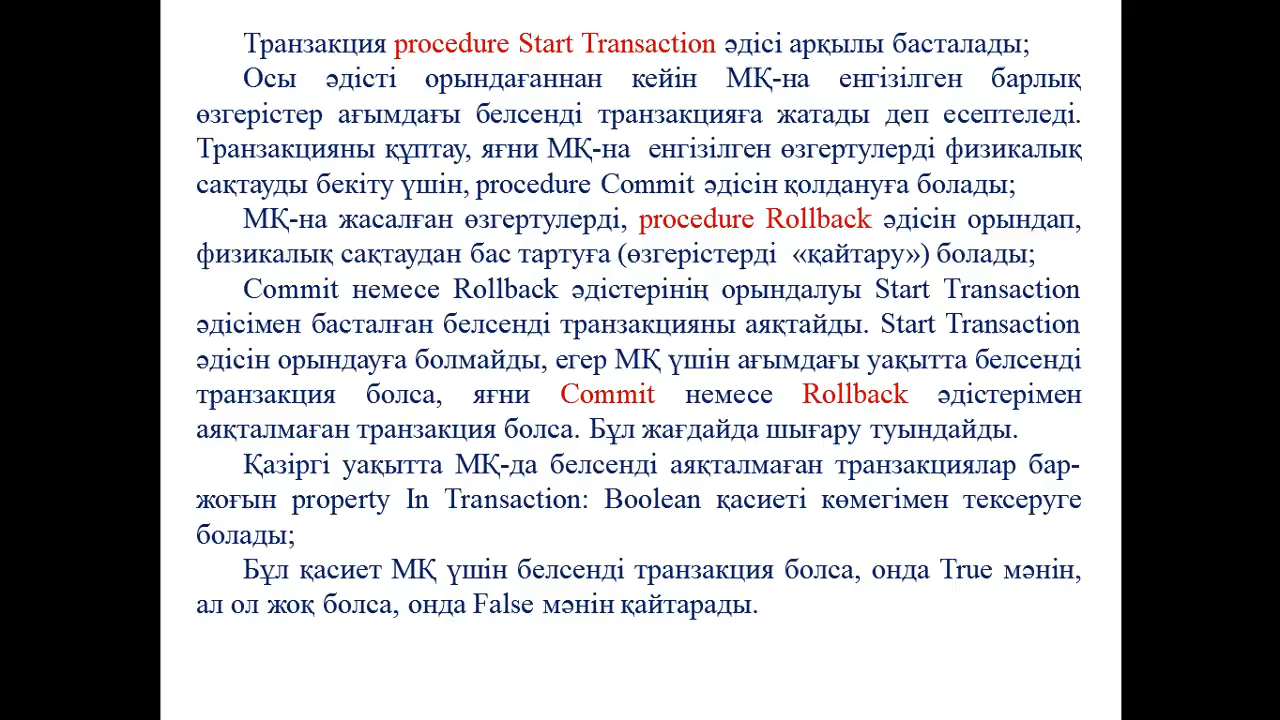 Транзакция procedure Start Transaction әдісі арқылы басталады;
Осы әдісті орындағаннан кейін МҚ-на енгізілген барлық
өзгерістер ағымдағы белсенді транзакцияға жатады деп есептеледі.
Транзакцияны құптау, яғни МҚ-на енгізілген өзгертулерді физикалық
сақтауды бекіту үшін, procedure Commit әдісін қолдануға болады;
МҚ-на жасалған өзгертулерді, procedure Rollback әдісін орындап,
физикалық сақтаудан бас тартуға (өзгерістерді «қайтару») болады;
Commit немесе Rollback әдістерінің орындалуы Start Transaction
әдісімен басталған белсенді транзакцияны аяқтайды. Start Transaction
әдісін орындауға болмайды, егер МҚ үшін ағымдағы уақытта белсенді
транзакция болса, яғни Commit немесе Rollback әдістерімен
аяқталмаған транзакция болса. Бұл жағдайда шығару туындайды.
Қазіргі уақытта МҚ-да белсенді аяқталмаған транзакциялар бар-
жоғын property In Transaction: Boolean қасиеті көмегімен тексеруге
болады;
Бұл қасиет МҚ үшін белсенді транзакция болса, онда True мәнін,
ал ол жоқ болса, онда False мәнін қайтарады.